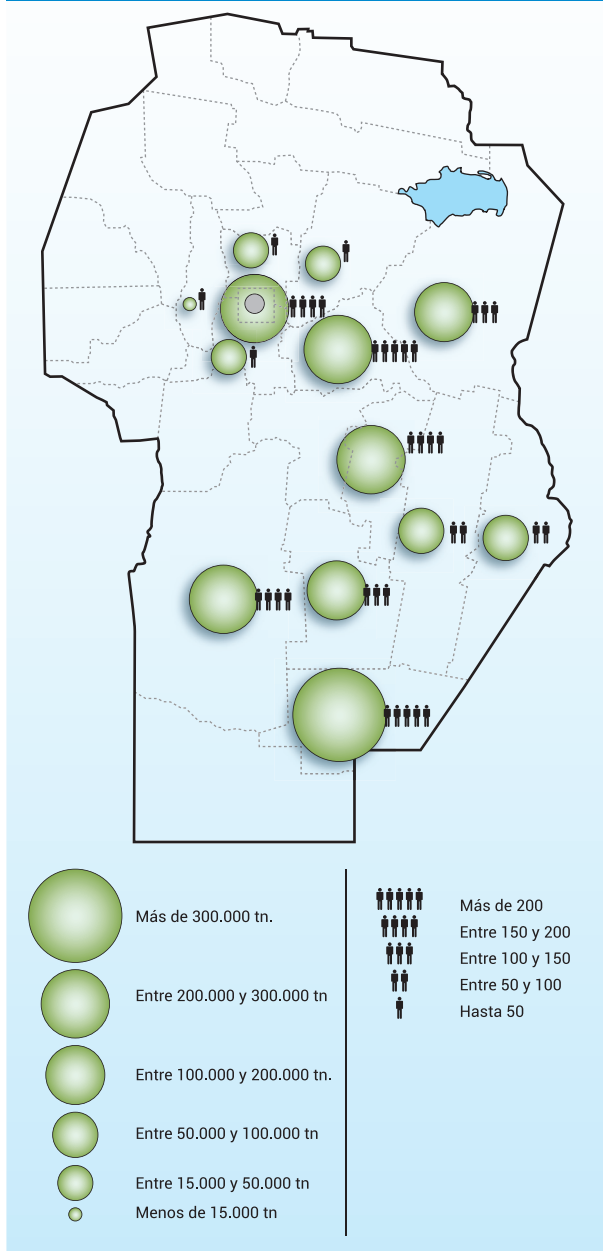 Más de 300.000 tn.
Entre 200.000 y 300.000 tn
Entre 100.000 y 200.000 tn.
Entre 50.000 y 100.000 tn
Entre 15.000 y 50.000 tn
Menos de 15.000 tn
Más de 200
Entre 150 y 200
Entre 100 y 150
Entre 50 y 100
Hasta 50